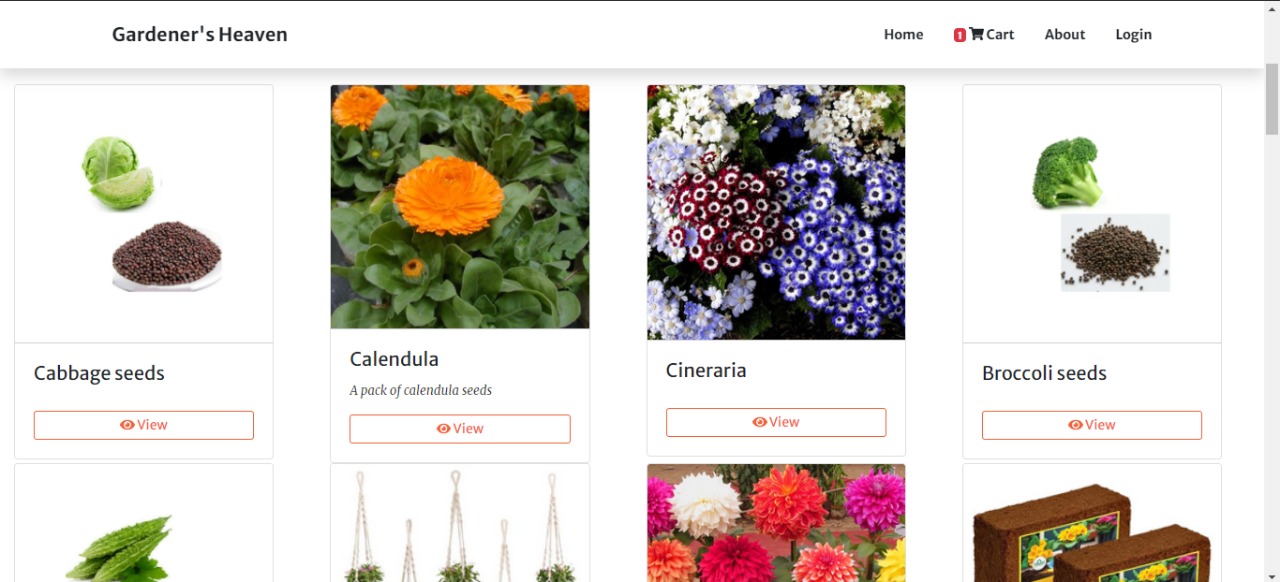 Gardener's Heaven
Home
1 Cart
About
Login
Cabbage seeds
View
Calendula
A pack of calendula seeds
View
Cineraria
View
Broccoli seeds
View